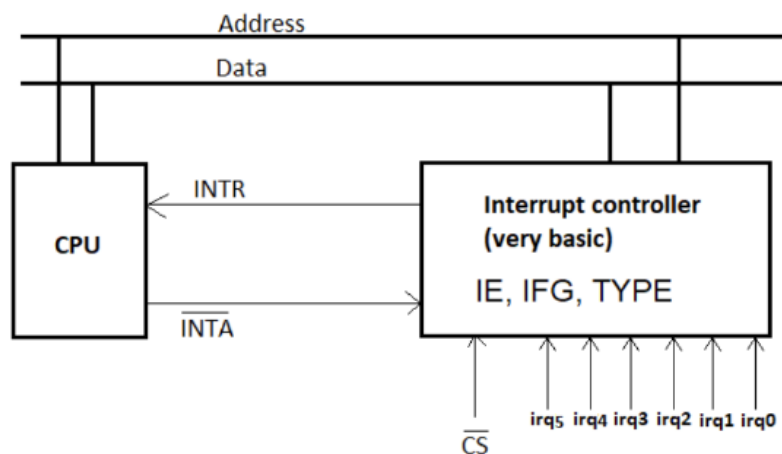 Address
Data
INTR
CPU
Interrupt controller
(very basic)
IE, IFG, TYPE
INTA
irq5 irq4 irq3 irq2 irq1 irq0
CS